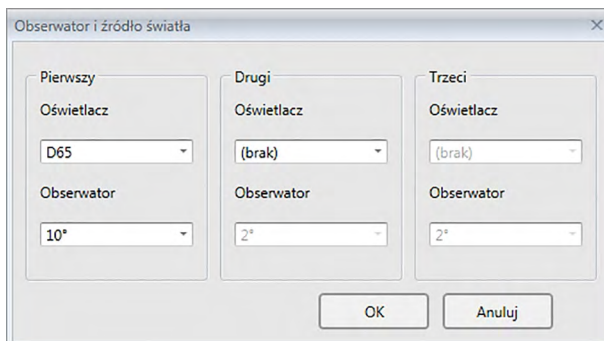 Obserwator i źródło światła
Pierwszy
Oświetlacz
D65
Obserwator
10°
Drugi
Oświetlacz
(brak)
Obserwator
2°
Trzeci
Oświetlacz
(brak)
Obserwator
2°
OK
Anuluj